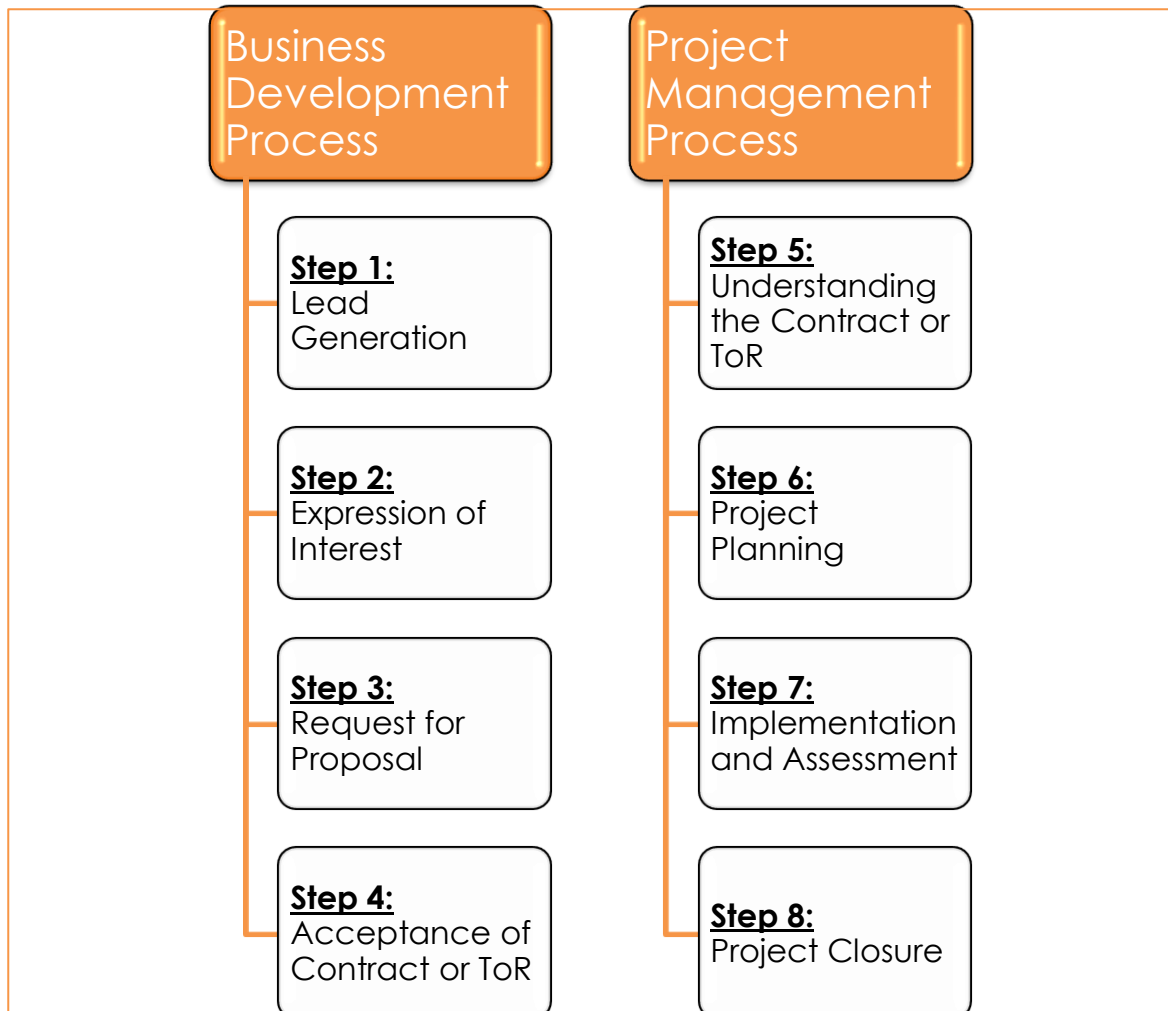 Business
Development
Process
Step 1:
Lead
Generation
Step 2:
Expression of
Interest
Step 3:
Request for
Proposal
Step 4:
Acceptance of
Contract or ToR
Project
Management
Process
Step 5:
Understanding
the Contract or
ToR
Step 6:
Project
Planning
Step 7:
Implementation
and Assessment
Step 8:
Project Closure